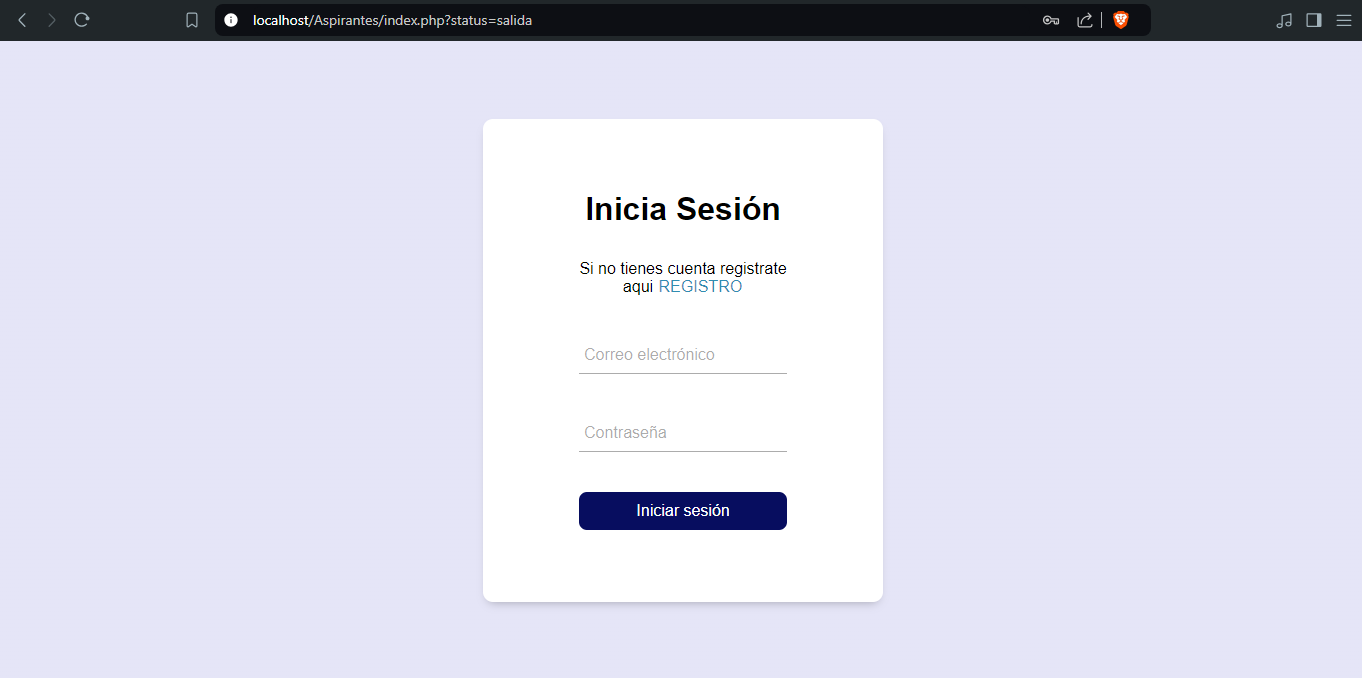 localhost/Aspirantes/index.php?status=salida
Inicia Sesión
Si no tienes cuenta registrate
aqui REGISTRO
Correo electrónico
Contraseña
Iniciar sesión